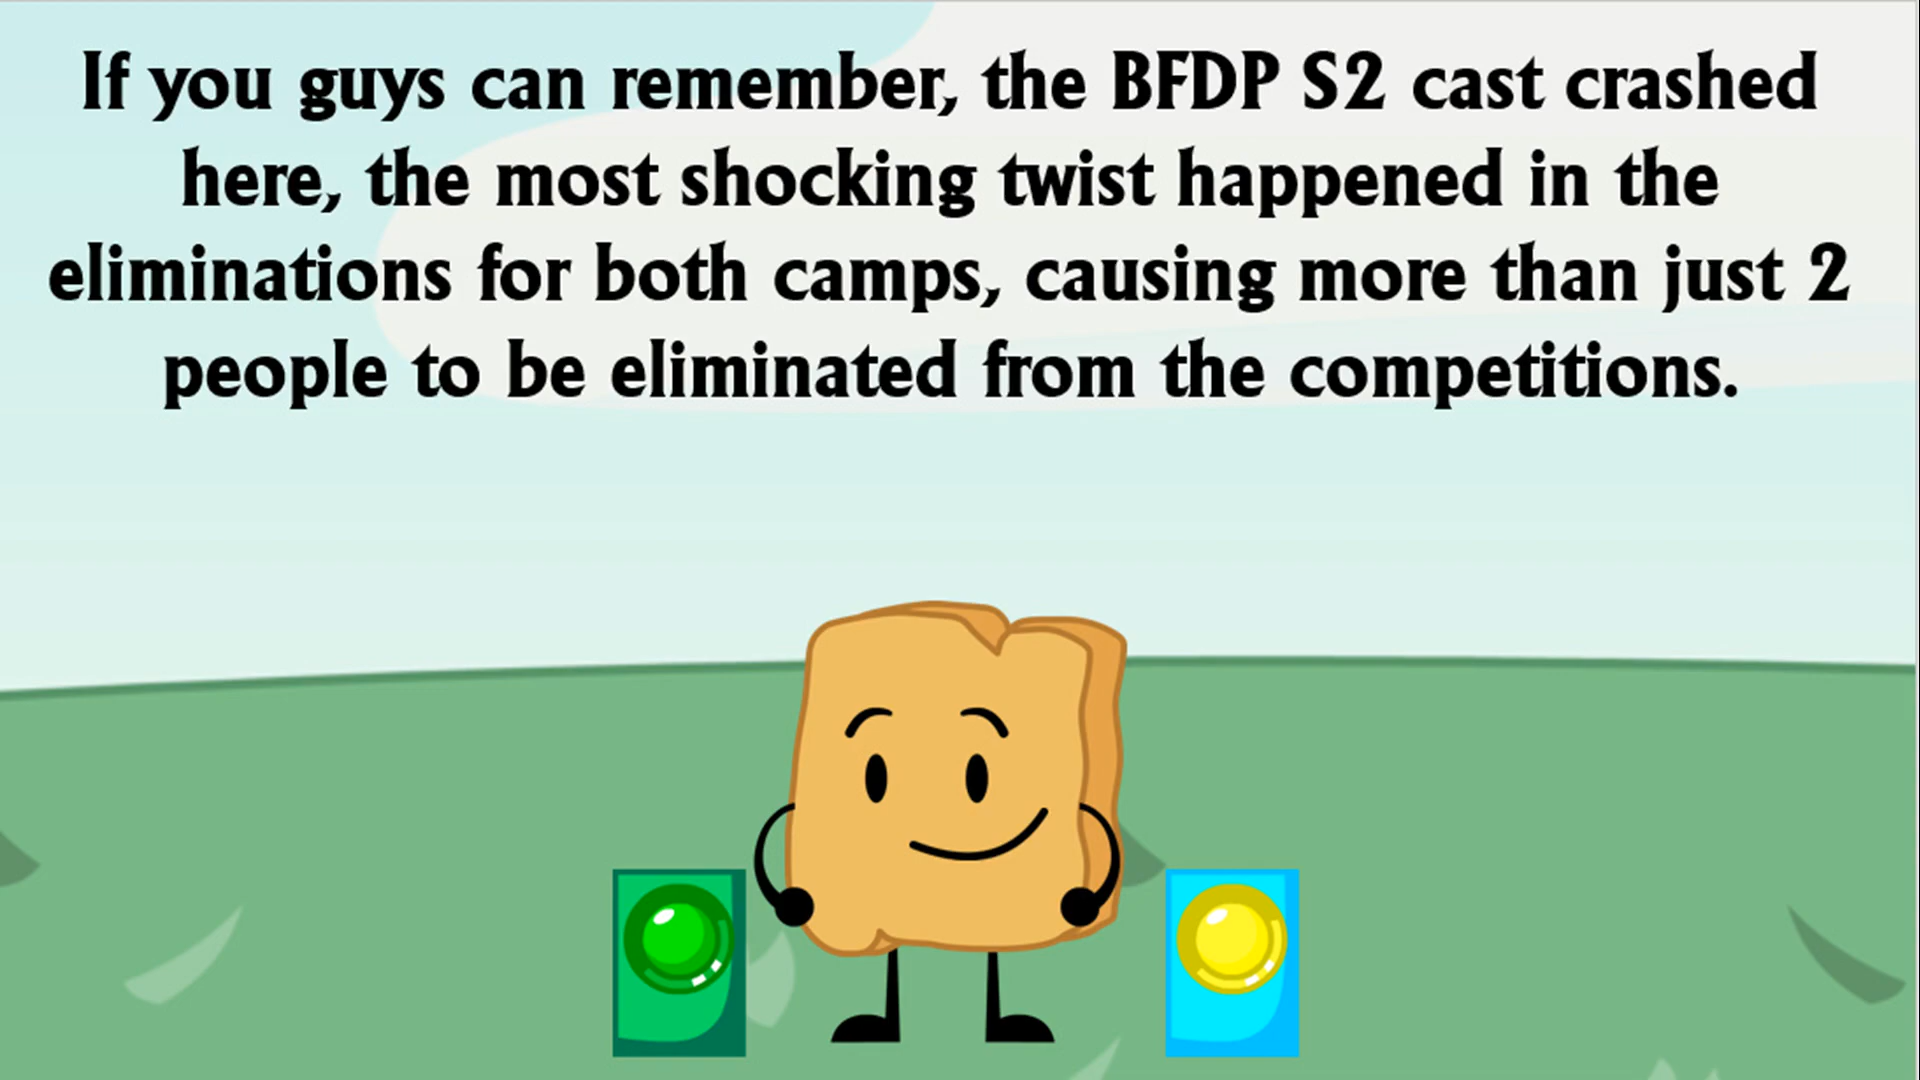 If you guys can remember, the BFDP S2 cast crashed
here, the most shocking twist happened in the
eliminations for both camps, causing more than just 2
people to be eliminated from the competitions.